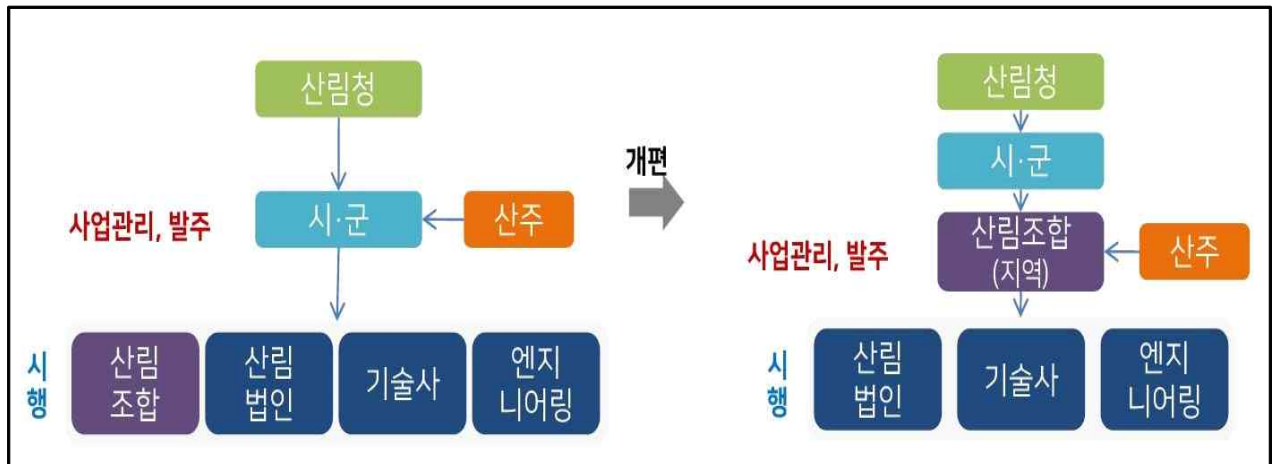 산림청
사업관리, 발주
시·군
산주
시
행
산림
조합
산림
법인
기술사
엔지
니어링
개편
산림청
시·군
사업관리, 발주
산림조합
(지역)
산주
시
행
산림
법인
기술사
엔지
니어링